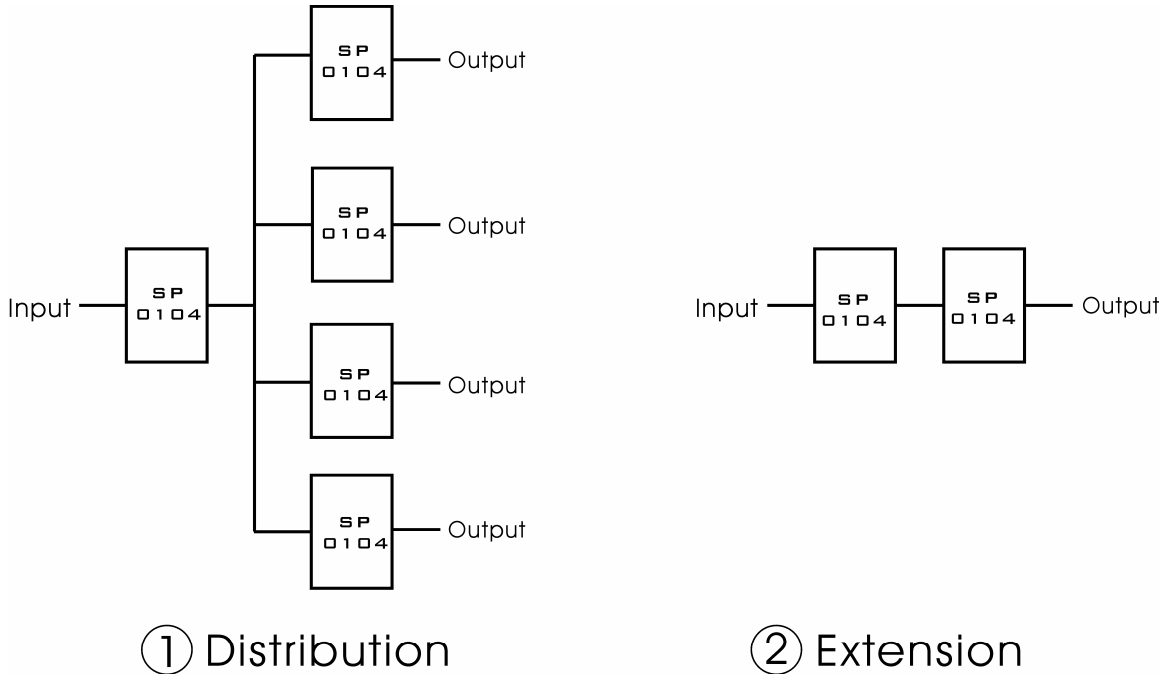 SP
0104
Output
SP
0104
Output
Input
SP
0104
SP
0104
Output
SP
0104
Output
① Distribution
Input
SP
0104
SP
0104
Output
② Extension